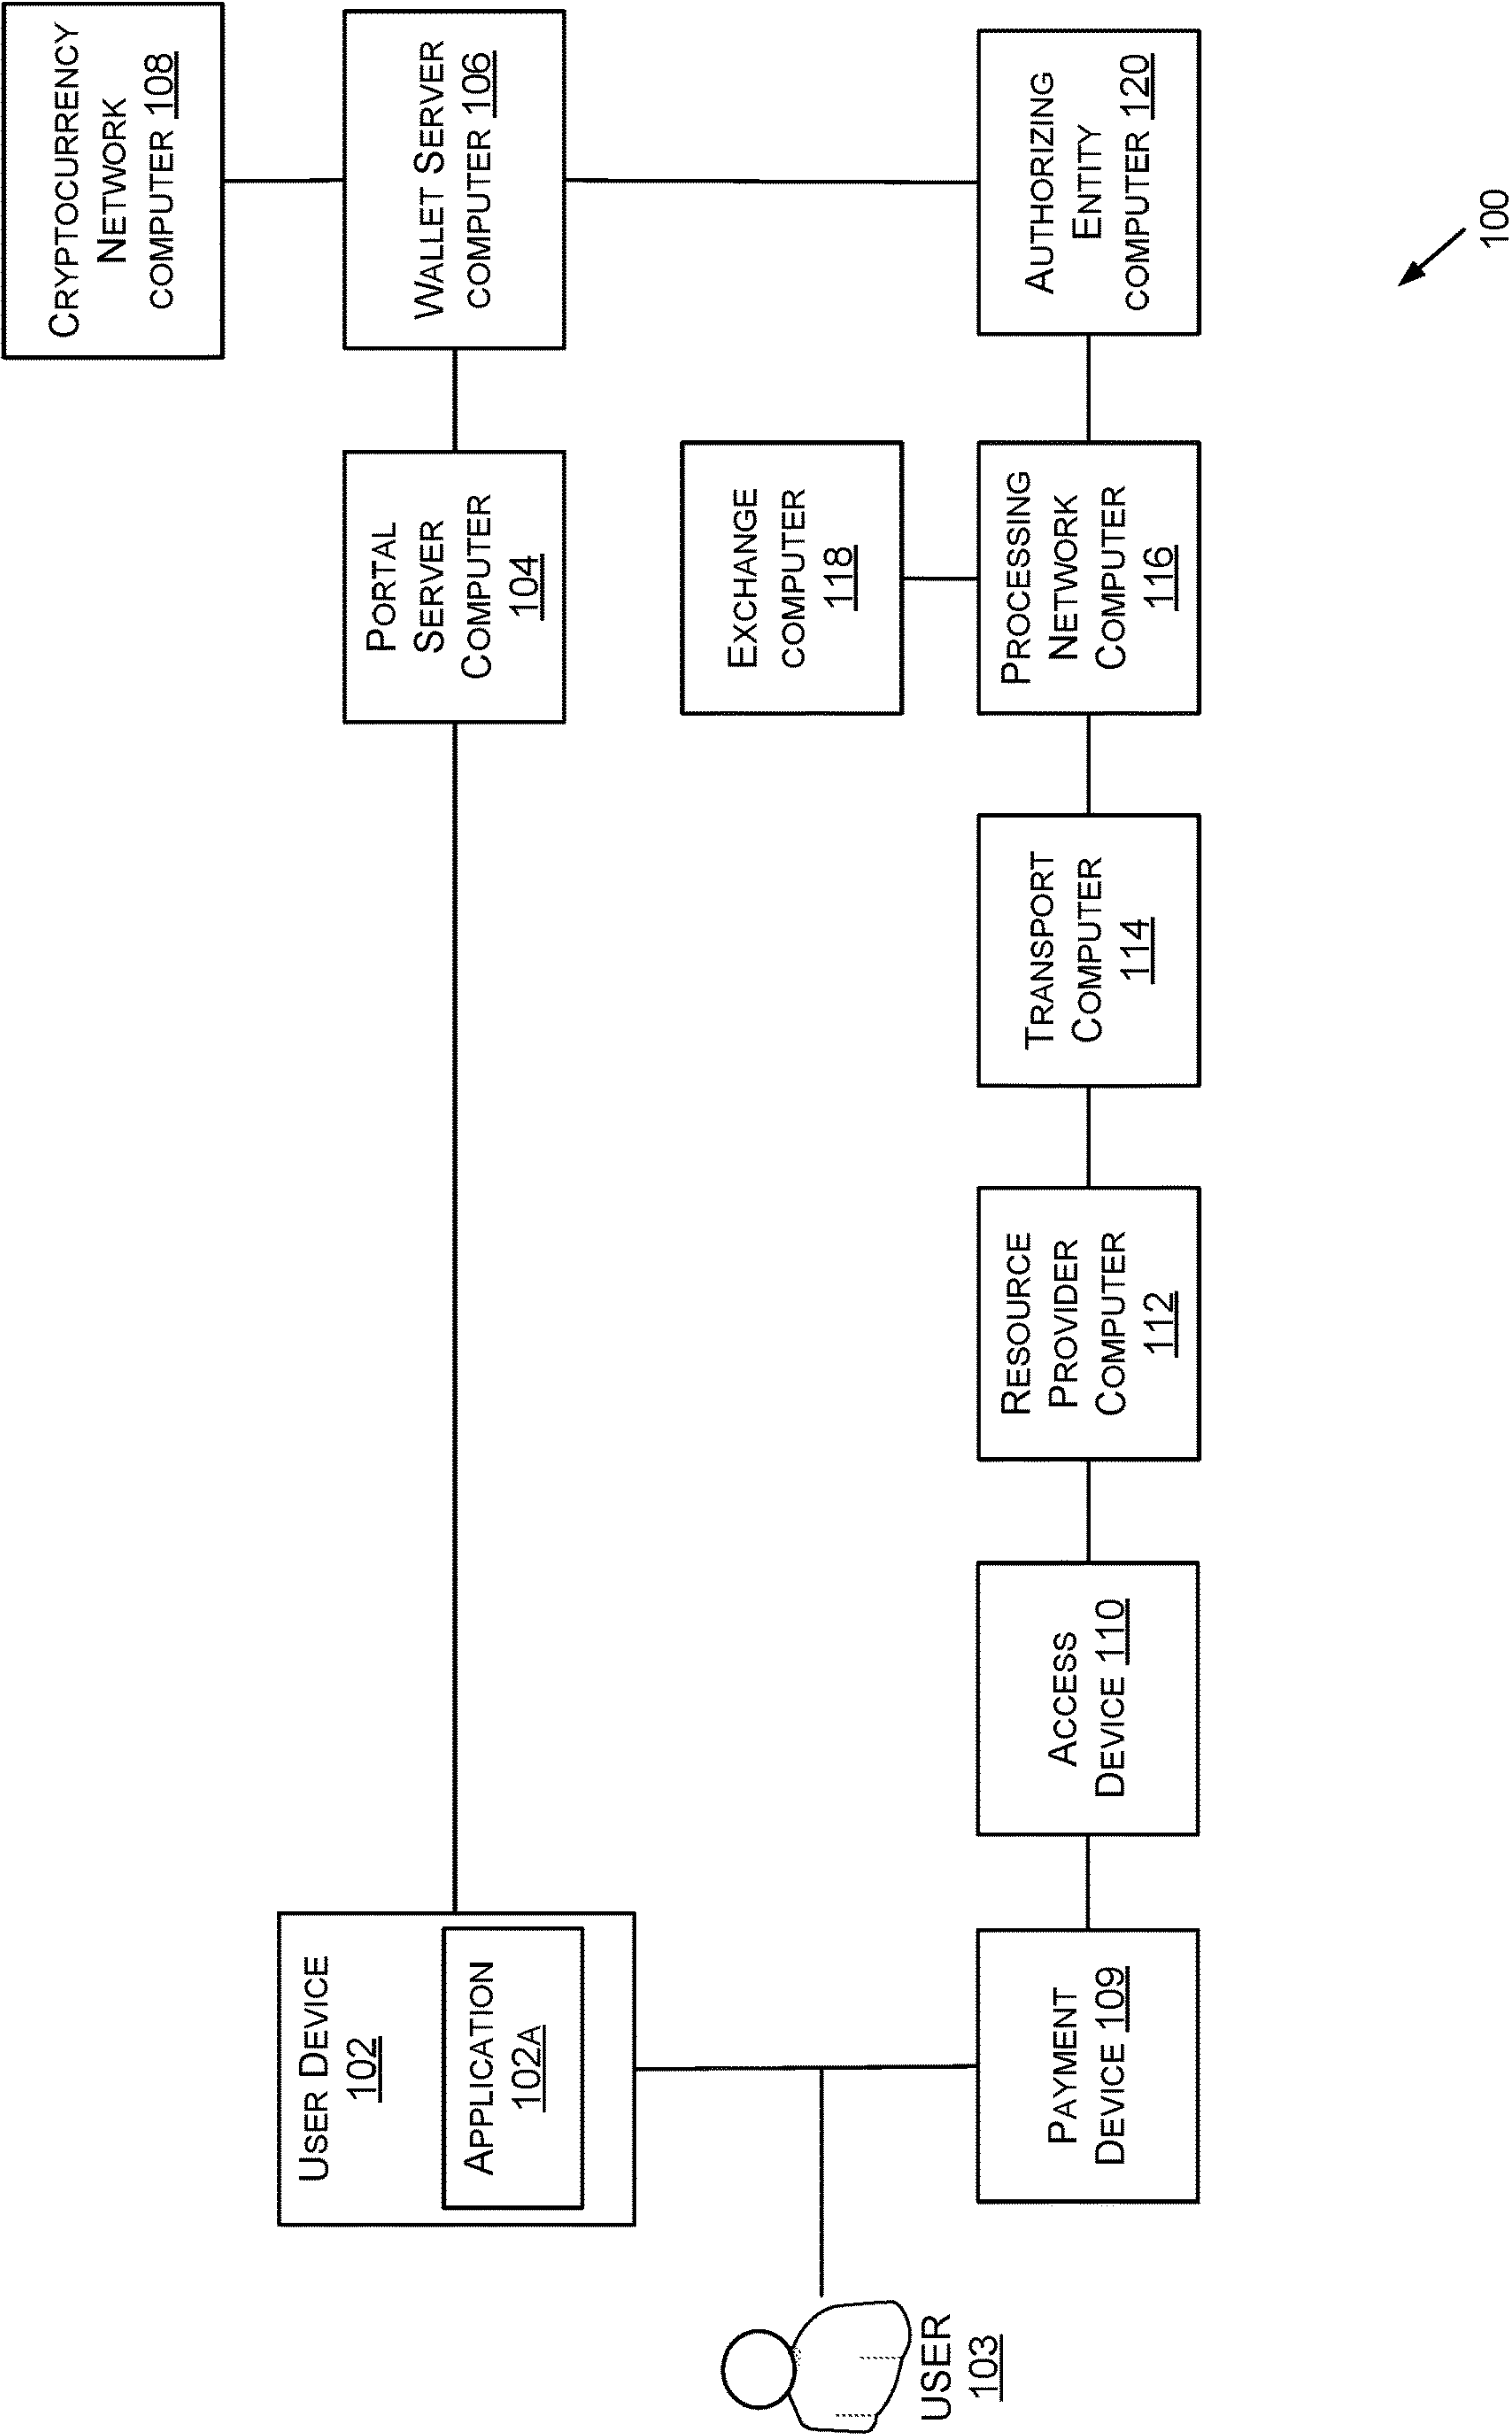 CRYPTOCURRENCY
NETWORK
COMPUTER 108
USER DEVICE
102
APPLICATION
102A
PORTAL
SERVER
COMPUTER
104
WALLET SERVER
COMPUTER 106
EXCHANGE
COMPUTER
118
USER
103
PAYMENT
DEVICE 109
ACCESS
DEVICE 110
RESOURCE
PROVIDER
COMPUTER
112
TRANSPORT
COMPUTER
114
PROCESSING
NETWORK
COMPUTER
116
AUTHORIZING
ENTITY
COMPUTER 120
100